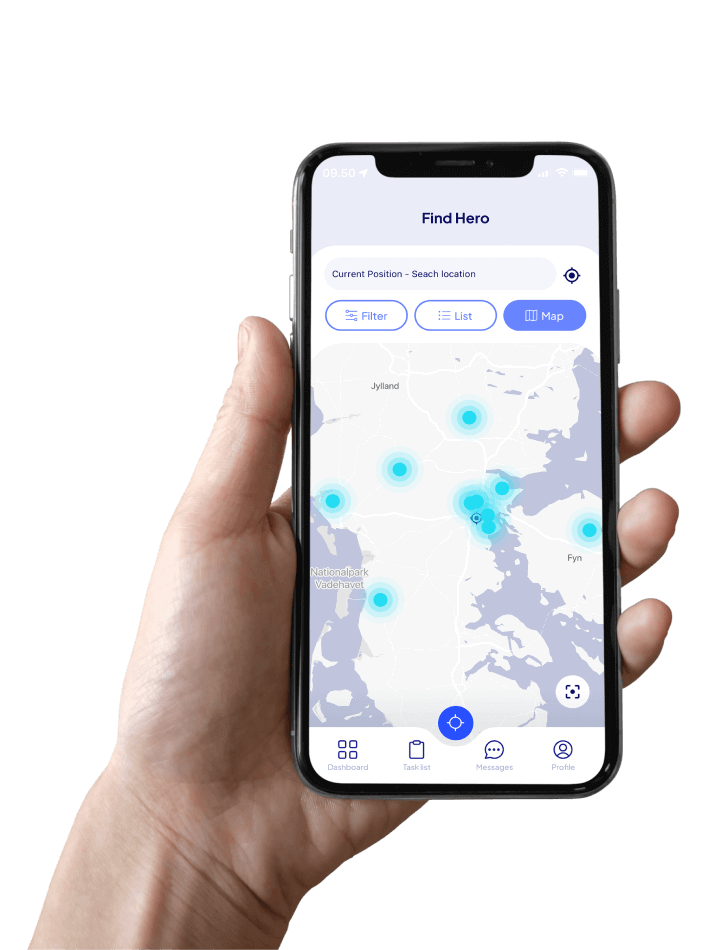 09.50
Find Hero
Current Position - Seach location
Filter
List
Map
Jylland
Fyn
Nationalpark
Vadehavet
Dashboard
Task list
Messages
Profile